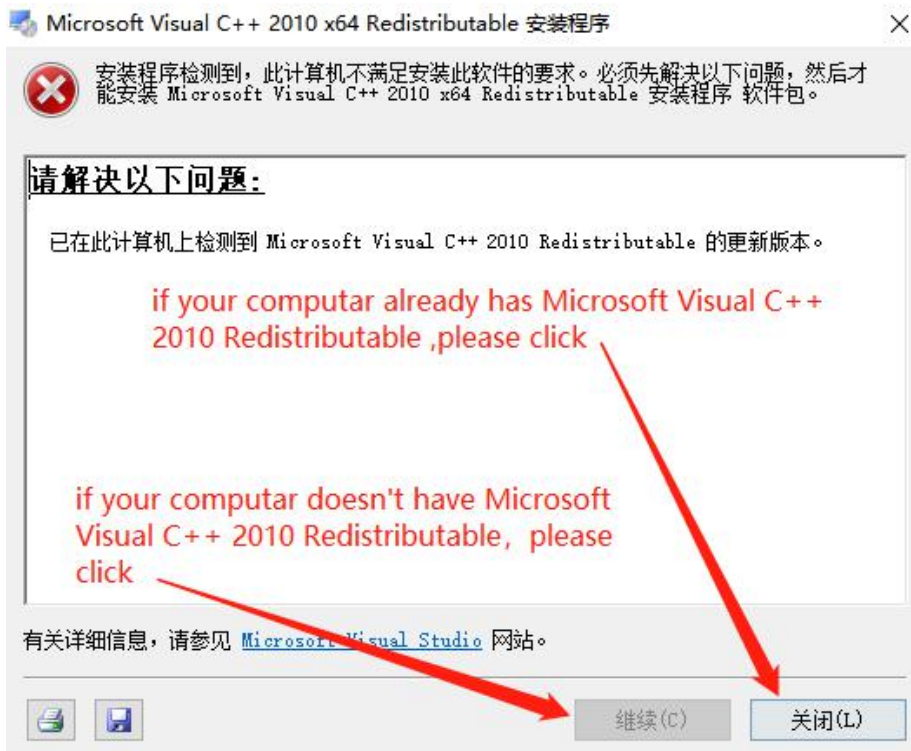 Microsoft Visual C++ 2010 x64 Redistributable 安装程序
安装程序检测到，此计算机不满足安装此软件的要求。必须先解决以下问题，然后才
能安装 Microsoft Visual C++ 2010 x64 Redistributable 安装程序 软件包。
请解决以下问题:
已在此计算机上检测到 Microsoft Visual C++ 2010 Redistributable 的更新版本。
if your computar already has Microsoft Visual C++
2010 Redistributable ,please click
if your computar doesn't have Microsoft
Visual C++ 2010 Redistributable，please
click
有关详细信息，请参见 Microsoft Visual Studio 网站。
继续(C)
关闭(L)